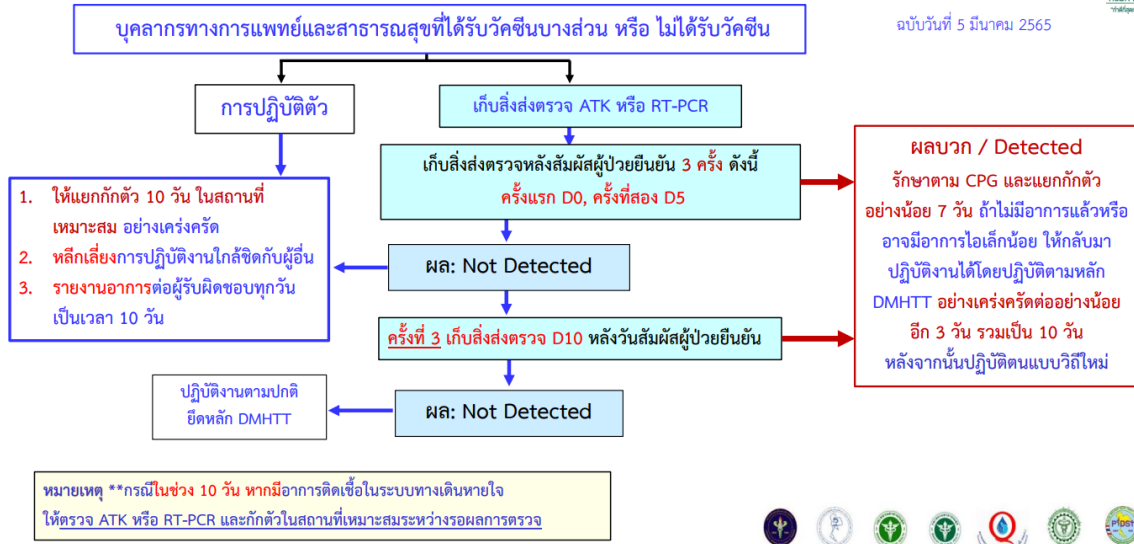 บุคลากรทางการแพทย์และสาธารณสุขที่ได้รับวัคซีนบางส่วน หรือ ไม่ได้รับวัคซีน
ฉบับวันที่ 5 มีนาคม 2565
การปฏิบัติตัว
เก็บสิ่งส่งตรวจ ATK หรือ RT-PCR
เก็บสิ่งส่งตรวจหลังสัมผัสผู้ป่วยยืนยัน 3 ครั้ง ดังนี้
ครั้งแรก D0, ครั้งที่สอง D5
1. ให้แยกกักตัว 10 วัน ในสถานที่
เหมาะสม อย่างเคร่งครัด
2. หลีกเลี่ยงการปฏิบัติงานใกล้ชิดกับผู้อื่น
3. รายงานอาการต่อผู้รับผิดชอบทุกวัน
เป็นเวลา 10 วัน
ผล: Not Detected
ครั้งที่ 3 เก็บสิ่งส่งตรวจ D10 หลังวันสัมผัสผู้ป่วยยืนยัน
ผล: Not Detected
ปฏิบัติงานตามปกติ
ยึดหลัก DMHTT
ผลบวก / Detected
รักษาตาม CPG และแยกกักตัว
อย่างน้อย 7 วัน ถ้าไม่มีอาการแล้วหรือ
อาจมีอาการไอเล็กน้อย ให้กลับมา
ปฏิบัติงานได้โดยปฏิบัติตามหลัก
DMHTT อย่างเคร่งครัดต่ออย่างน้อย
อีก 3 วัน รวมเป็น 10 วัน
หลังจากนั้นปฏิบัติตนแบบวิถีใหม่
หมายเหตุ **กรณีในช่วง 10 วัน หากมีอาการติดเชื้อในระบบทางเดินหายใจ
ให้ตรวจ ATK หรือ RT-PCR และกักตัวในสถานที่เหมาะสมระหว่างรอผลการตรวจ
PIDST